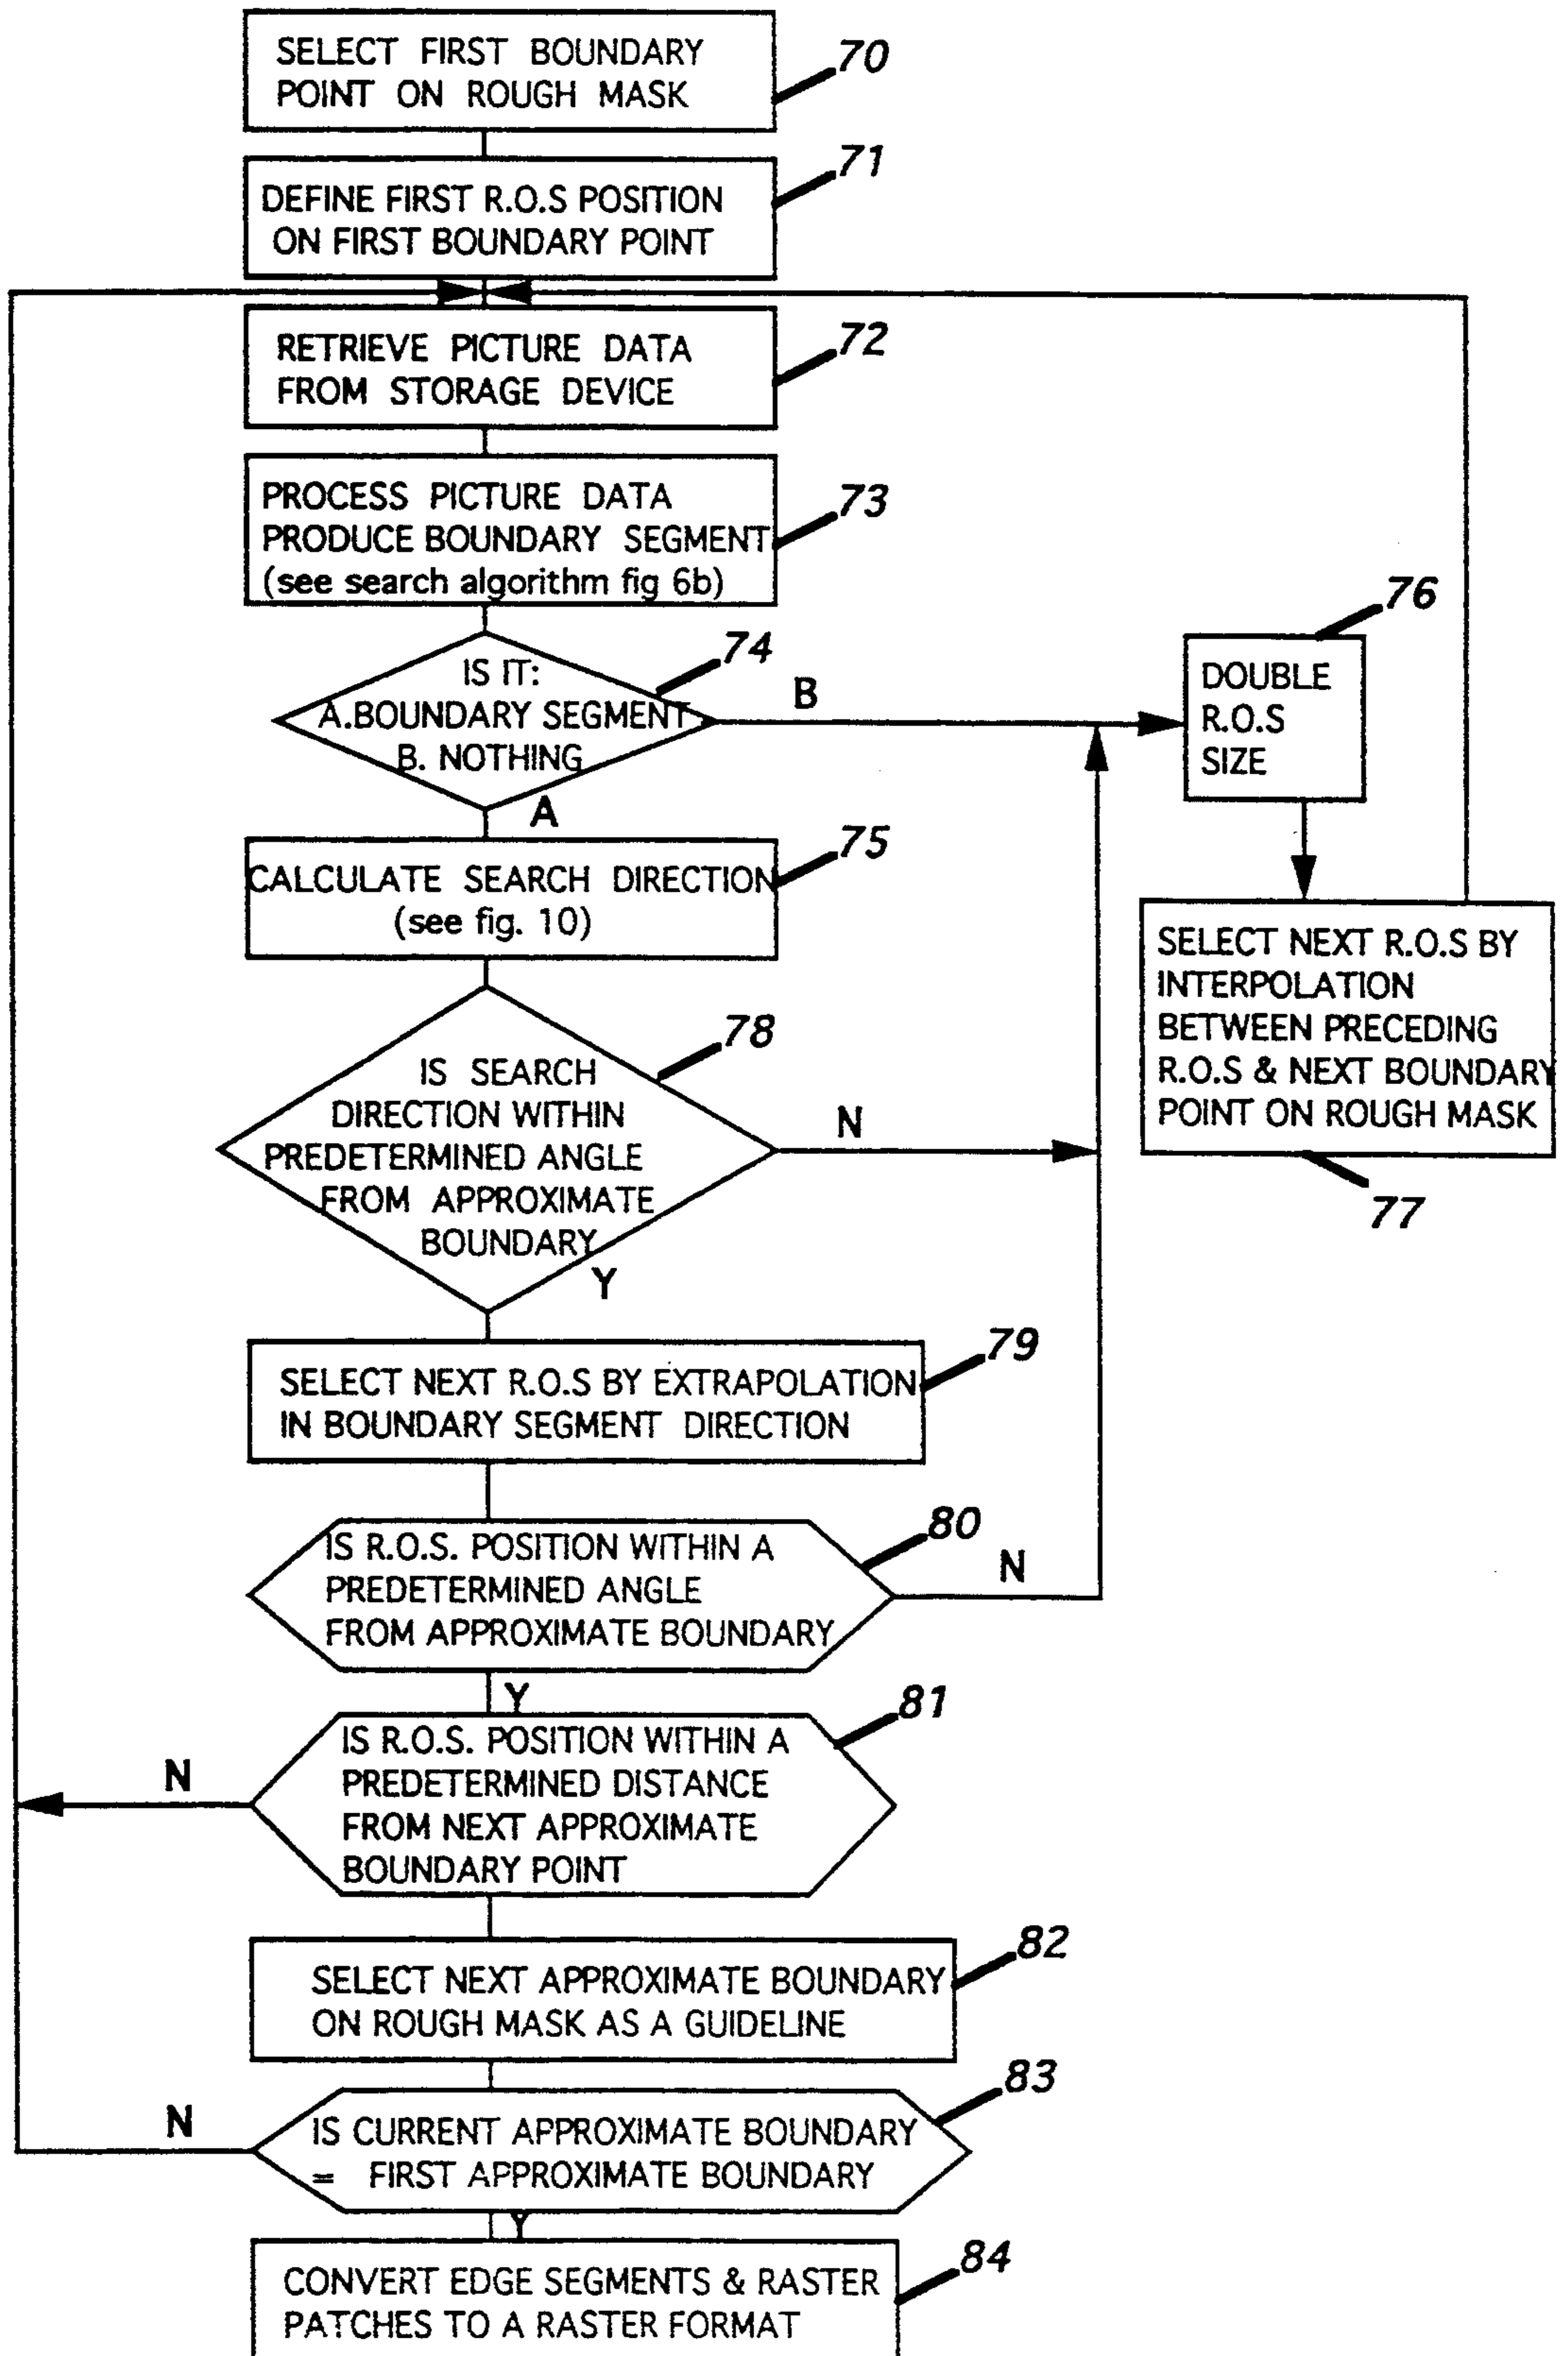 SELECT FIRST BOUNDARY
POINT ON ROUGH MASK
70
DEFINE FIRST R.O.S POSITION
ON FIRST BOUNDARY POINT
71
RETRIEVE PICTURE DATA
FROM STORAGE DEVICE
72
PROCESS PICTURE DATA
PRODUCE BOUNDARY SEGMENT
(see search algorithm fig 6b)
73
IS IT:
A.BOUNDARY SEGMENT
B. NOTHING
74
B
A
76
DOUBLE
R.O.S
SIZE
CALCULATE SEARCH DIRECTION
(see fig. 10)
75
SELECT NEXT R.O.S BY
INTERPOLATION
BETWEEN PRECEDING
R.O.S & NEXT BOUNDARY
POINT ON ROUGH MASK
77
IS SEARCH
DIRECTION WITHIN
PREDETERMINED ANGLE
FROM APPROXIMATE
BOUNDARY
78
N
Y
SELECT NEXT R.O.S BY EXTRAPOLATION
IN BOUNDARY SEGMENT DIRECTION
79
IS R.O.S. POSITION WITHIN A
PREDETERMINED ANGLE
FROM APPROXIMATE BOUNDARY
80
N
Y
IS R.O.S. POSITION WITHIN A
PREDETERMINED DISTANCE
FROM NEXT APPROXIMATE
BOUNDARY POINT
81
N
SELECT NEXT APPROXIMATE BOUNDARY
ON ROUGH MASK AS A GUIDELINE
82
IS CURRENT APPROXIMATE BOUNDARY
= FIRST APPROXIMATE BOUNDARY
83
N
Y
CONVERT EDGE SEGMENTS & RASTER
PATCHES TO A RASTER FORMAT
84